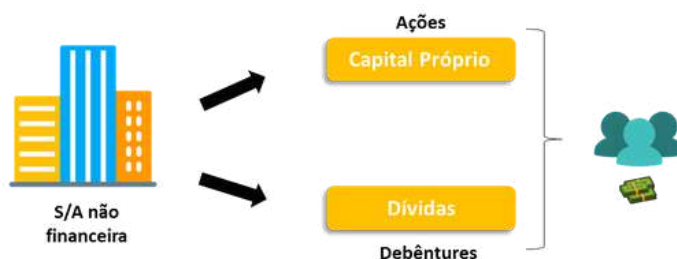 Ações
Capital Próprio
S/A não
financeira
Dívidas
Debêntures